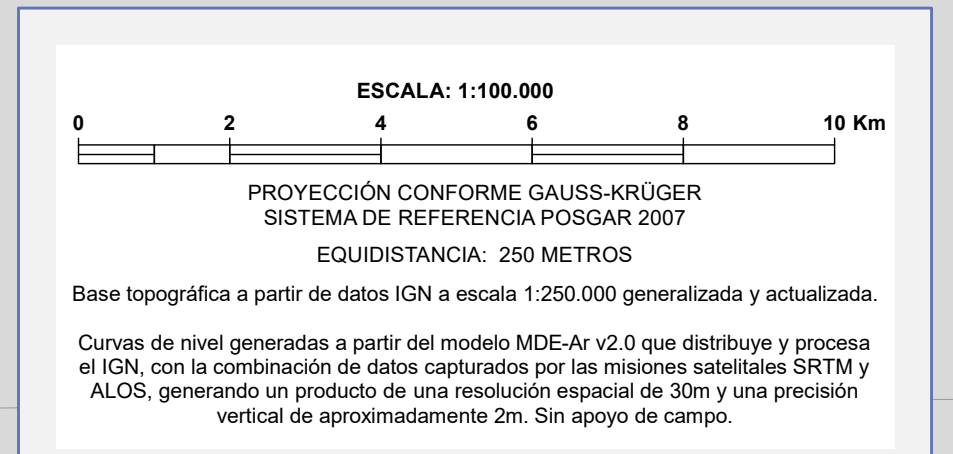 ESCALA: 1:100.000
0 2 4 6 8 10 Km
PROYECCIÓN CONFORME GAUSS-KRÜGER
SISTEMA DE REFERENCIA POSGAR 2007
EQUIDISTANCIA: 250 METROS
Base topográfica a partir de datos IGN a escala 1:250.000 generalizada y actualizada.
Curvas de nivel generadas a partir del modelo MDE-Ar v2.0 que distribuye y procesa
el IGN, con la combinación de datos capturados por las misiones satelitales SRTM y
ALOS, generando un producto de una resolución espacial de 30m y una precisión
vertical de aproximadamente 2m. Sin apoyo de campo.